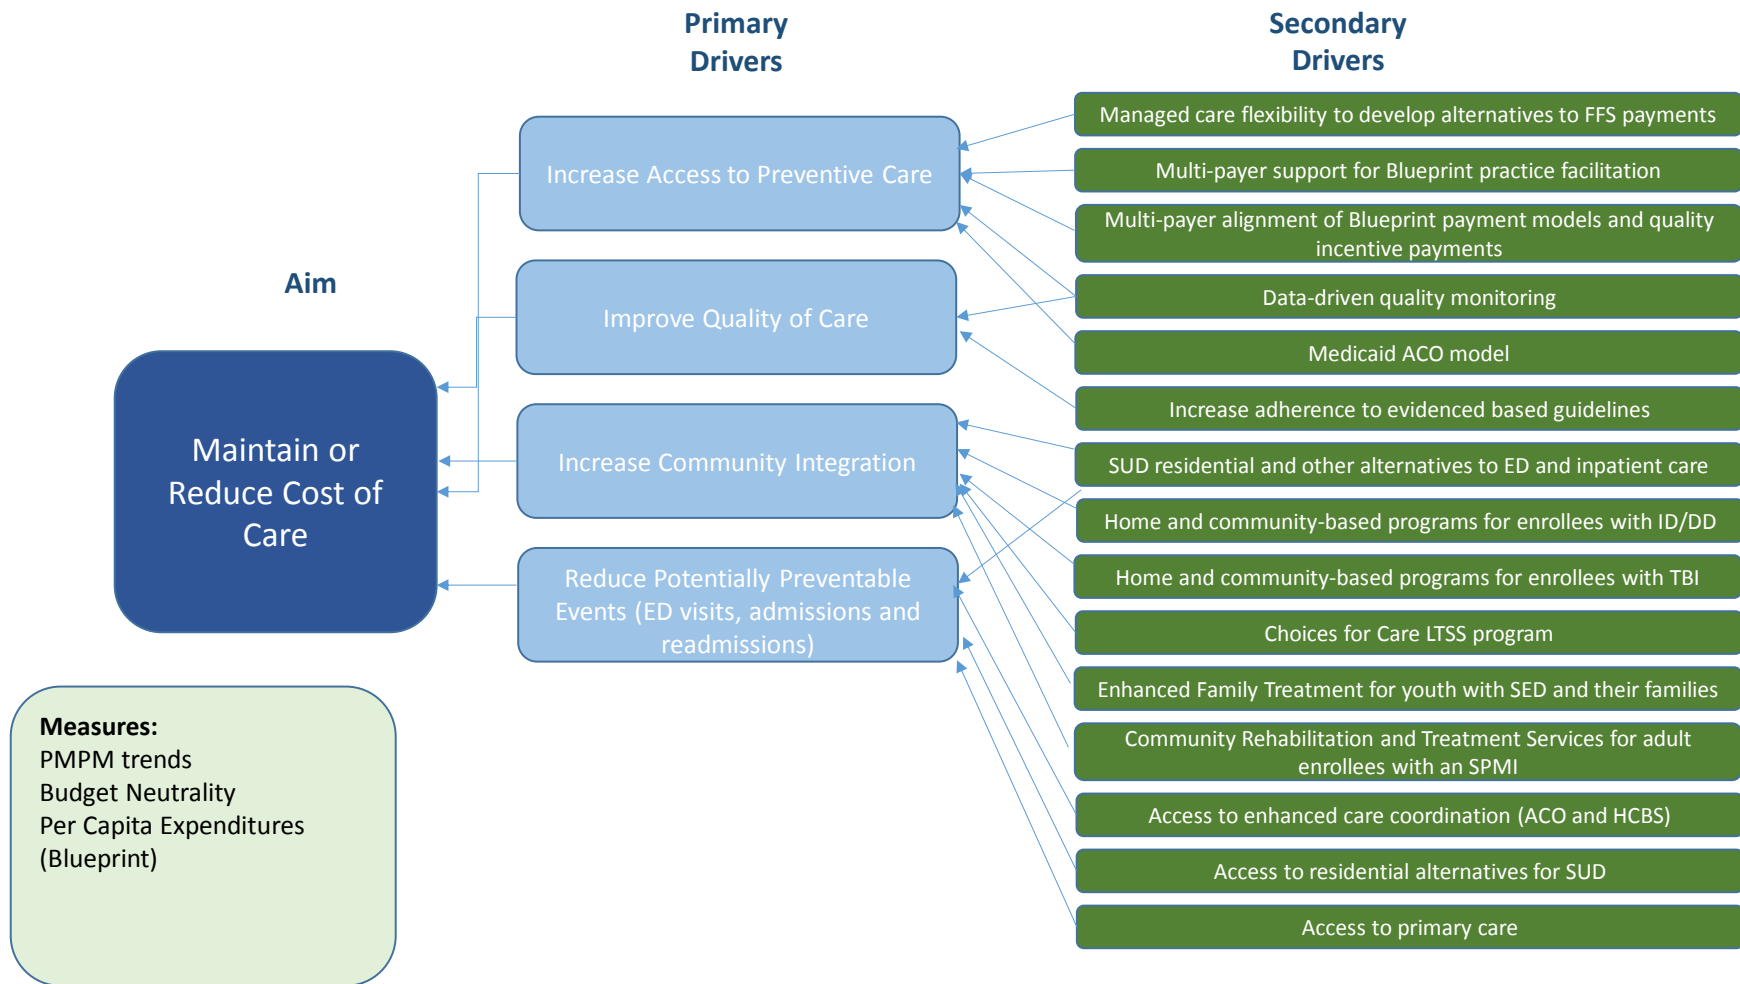 Primary
Drivers
Secondary
Drivers
Aim
Maintain or
Reduce Cost of
Care
Measures:
PMPM trends
Budget Neutrality
Per Capita Expenditures
(Blueprint)
Increase Access to Preventive Care
Improve Quality of Care
Increase Community Integration
Reduce Potentially Preventable
Events (ED visits, admissions and
readmissions)
Managed care flexibility to develop alternatives to FFS payments
Multi-payer support for Blueprint practice facilitation
Multi-payer alignment of Blueprint payment models and quality
incentive payments
Data-driven quality monitoring
Medicaid ACO model
Increase adherence to evidenced based guidelines
SUD residential and other alternatives to ED and inpatient care
Home and community-based programs for enrollees with ID/DD
Home and community-based programs for enrollees with TBI
Choices for Care LTSS program
Enhanced Family Treatment for youth with SED and their families
Community Rehabilitation and Treatment Services for adult
enrollees with an SPMI
Access to enhanced care coordination (ACO and HCBS)
Access to residential alternatives for SUD
Access to primary care